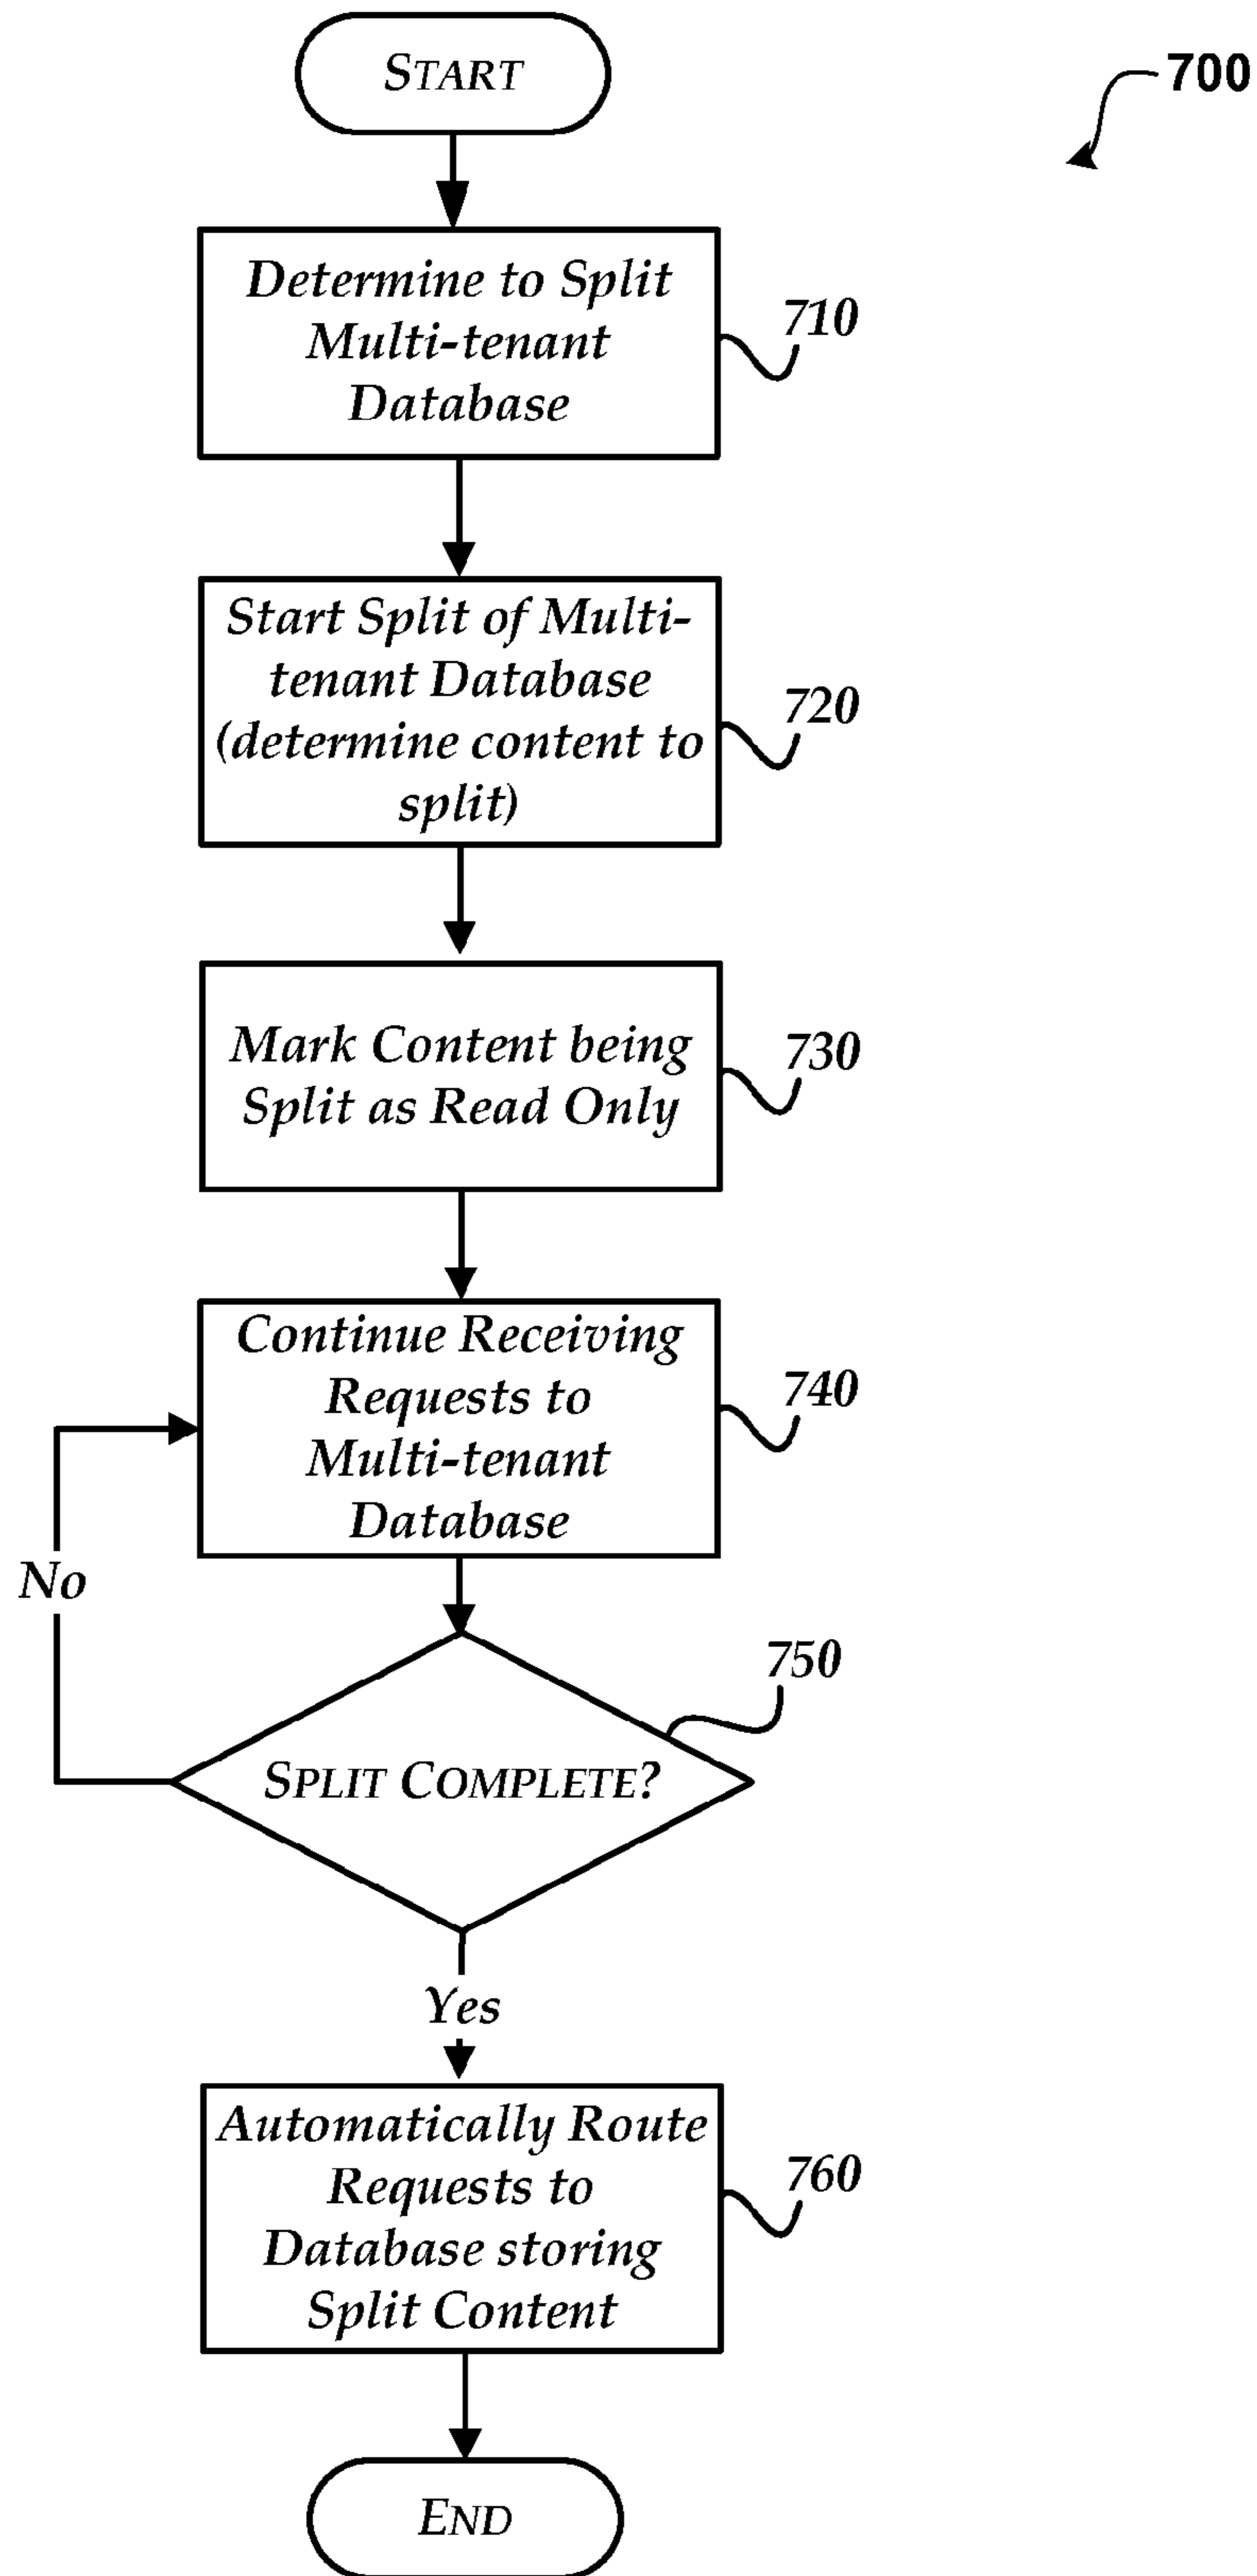 START
700
Determine to Split
Multi-tenant
Database
710
Start Split of Multi-
tenant Database
(determine content to
split)
720
Mark Content being
Split as Read Only
730
Continue Receiving
Requests to
Multi-tenant
Database
740
No
750
SPLIT COMPLETE?
Yes
Automatically Route
Requests to
Database storing
Split Content
760
END